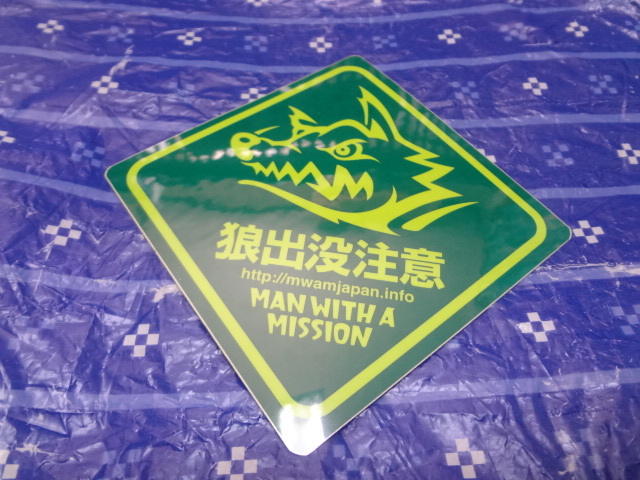 狼出没注意
http://mwamjapan.info
MAN WITH A
MISSION